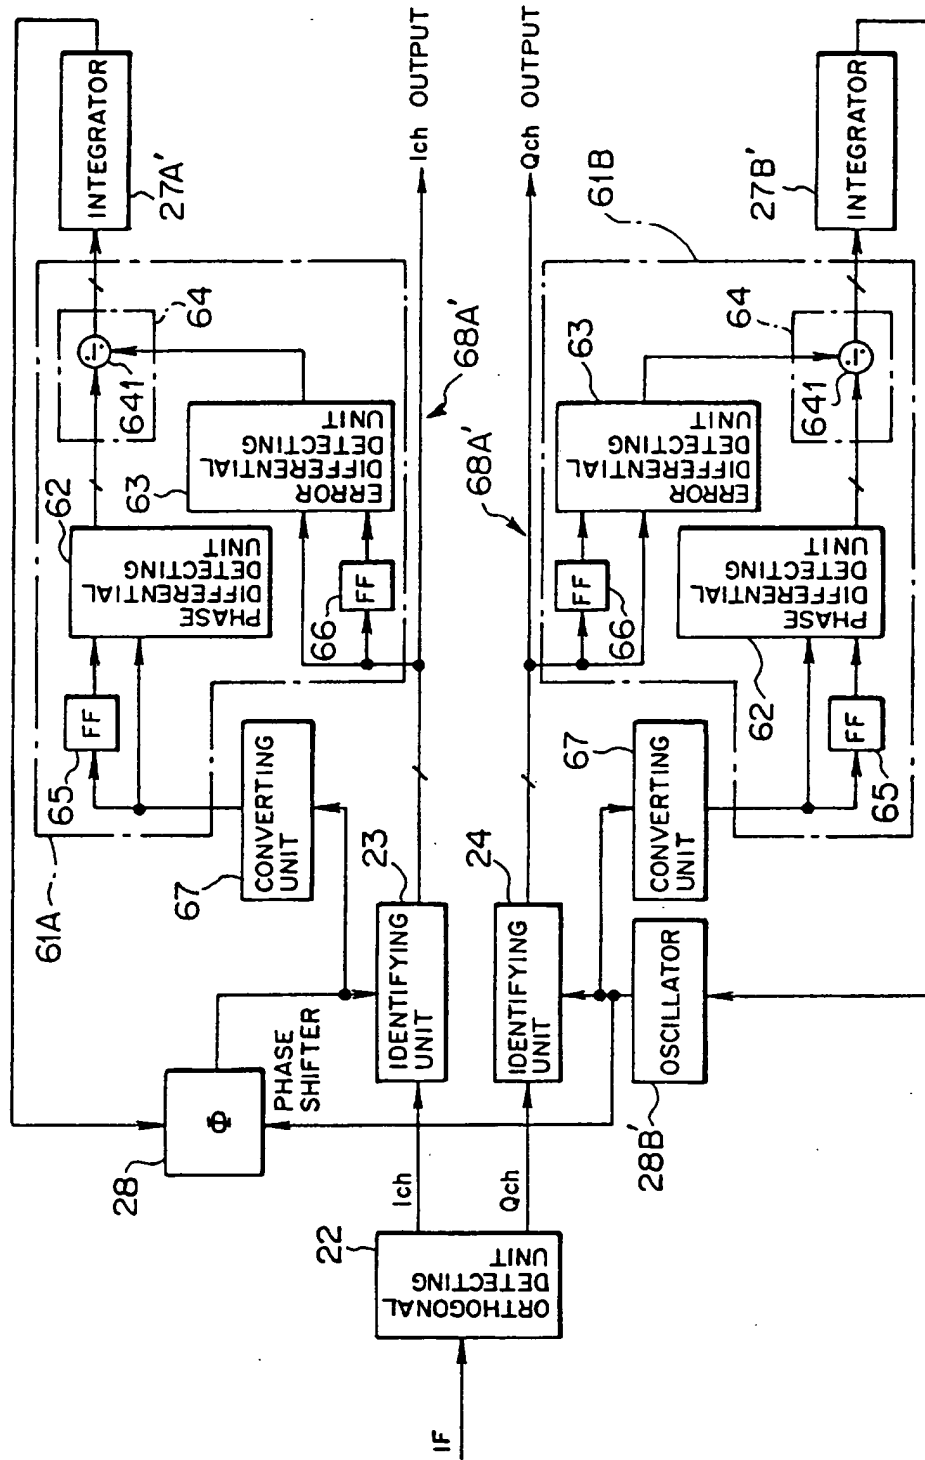 IF
ORTHOGONAL
DETECTING
UNIT
22
Ich
Qch
28
Φ
PHASE
SHIFTER
IDENTIFYING
UNIT
23
IDENTIFYING
UNIT
24
OSCILLATOR
28B'
61A
CONVERTING
UNIT
67
CONVERTING
UNIT
67
FF
65
PHASE
DIFFERENTIAL
DETECTING
UNIT
62
FF
66
ERROR
DIFFERENTIAL
DETECTING
UNIT
63
÷
641
64
INTEGRATOR
27A'
Ich OUTPUT
68A'
Qch OUTPUT
68A'
61B
FF
66
ERROR
DIFFERENTIAL
DETECTING
UNIT
63
FF
65
PHASE
DIFFERENTIAL
DETECTING
UNIT
62
÷
641
64
INTEGRATOR
27B'